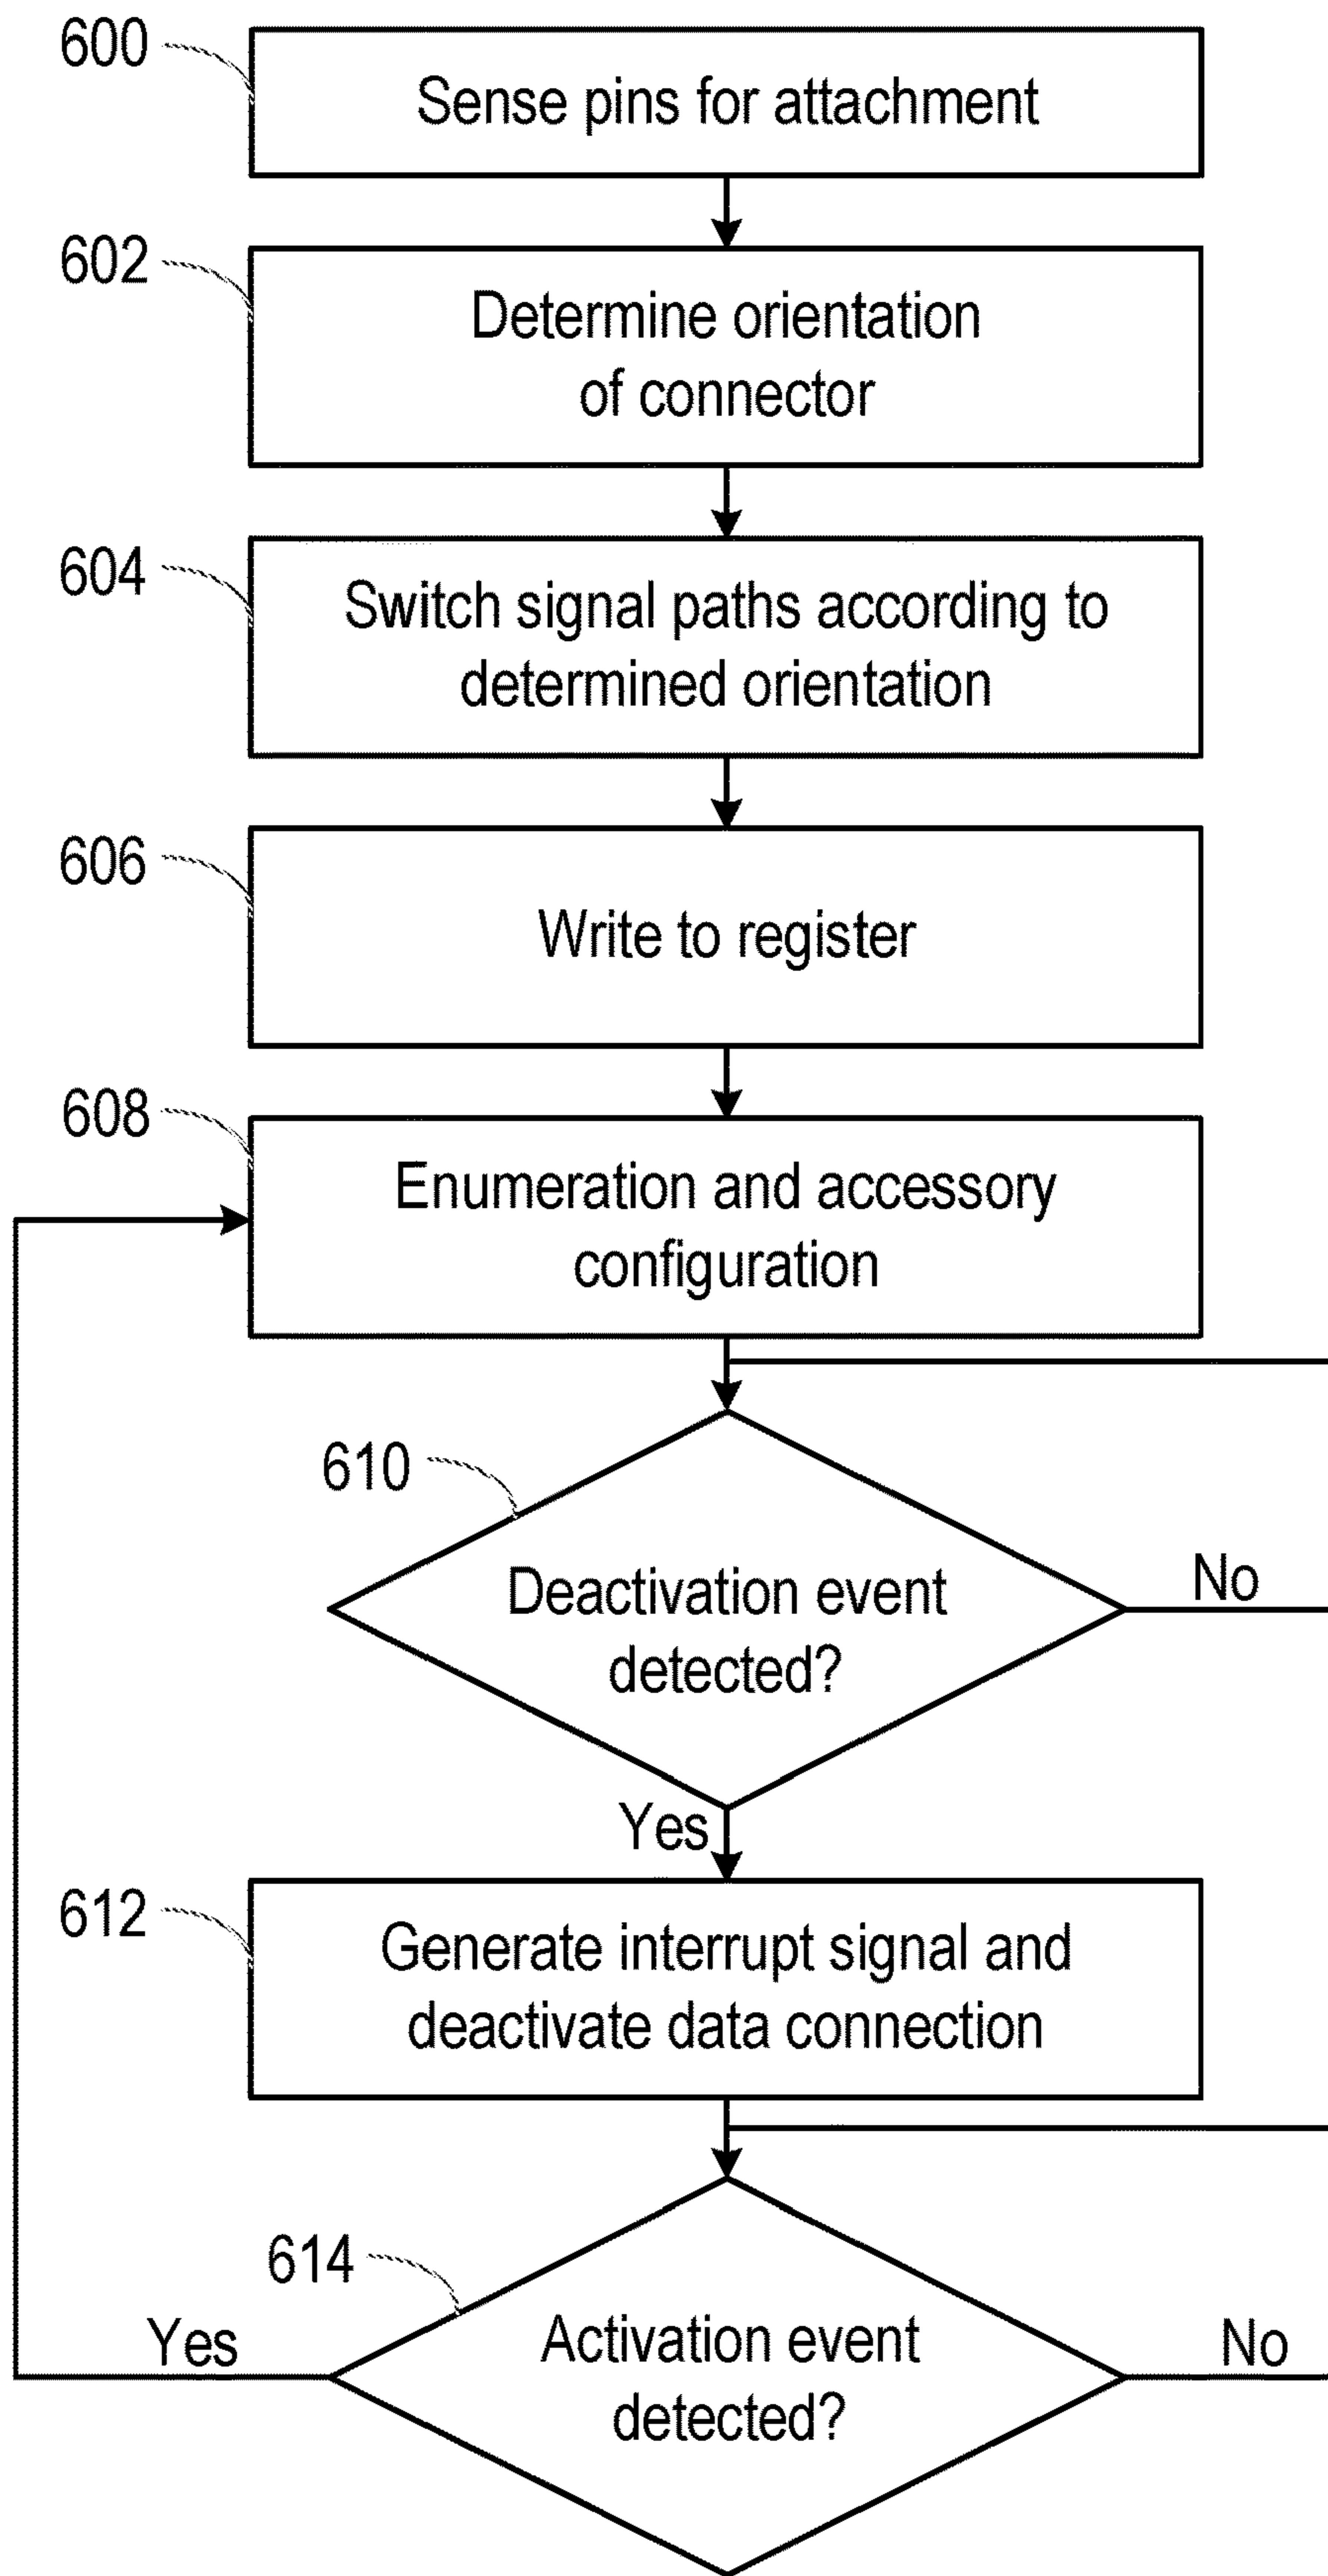 600
Sense pins for attachment
602
Determine orientation
of connector
604
Switch signal paths according to
determined orientation
606
Write to register
608
Enumeration and accessory
configuration
610
Deactivation event
detected?
No
Yes
612
Generate interrupt signal and
deactivate data connection
614
Activation event
detected?
Yes
No